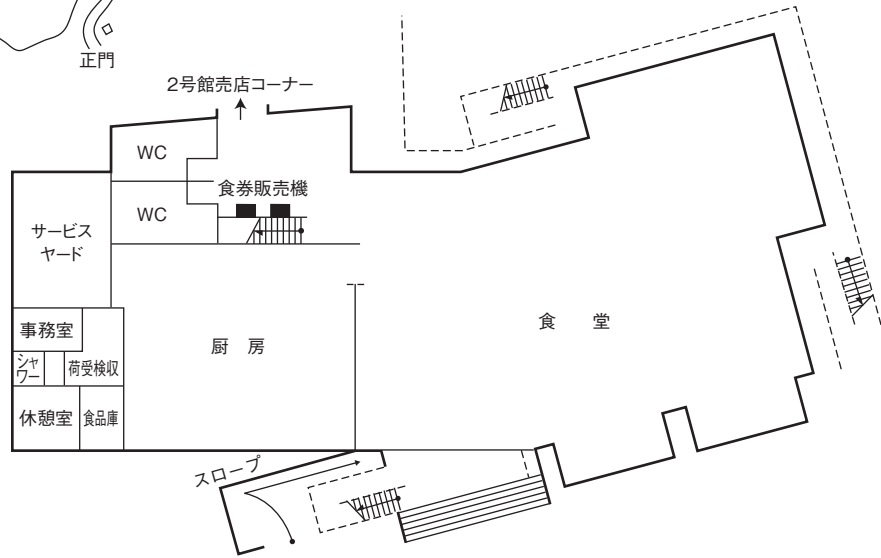 正門
2号館売店コーナー
WC
食券販売機
WC
サービス
ヤード
事務室
シャ
ワー
荷受検収
厨房
食堂
休憩室
食品庫
スロープ